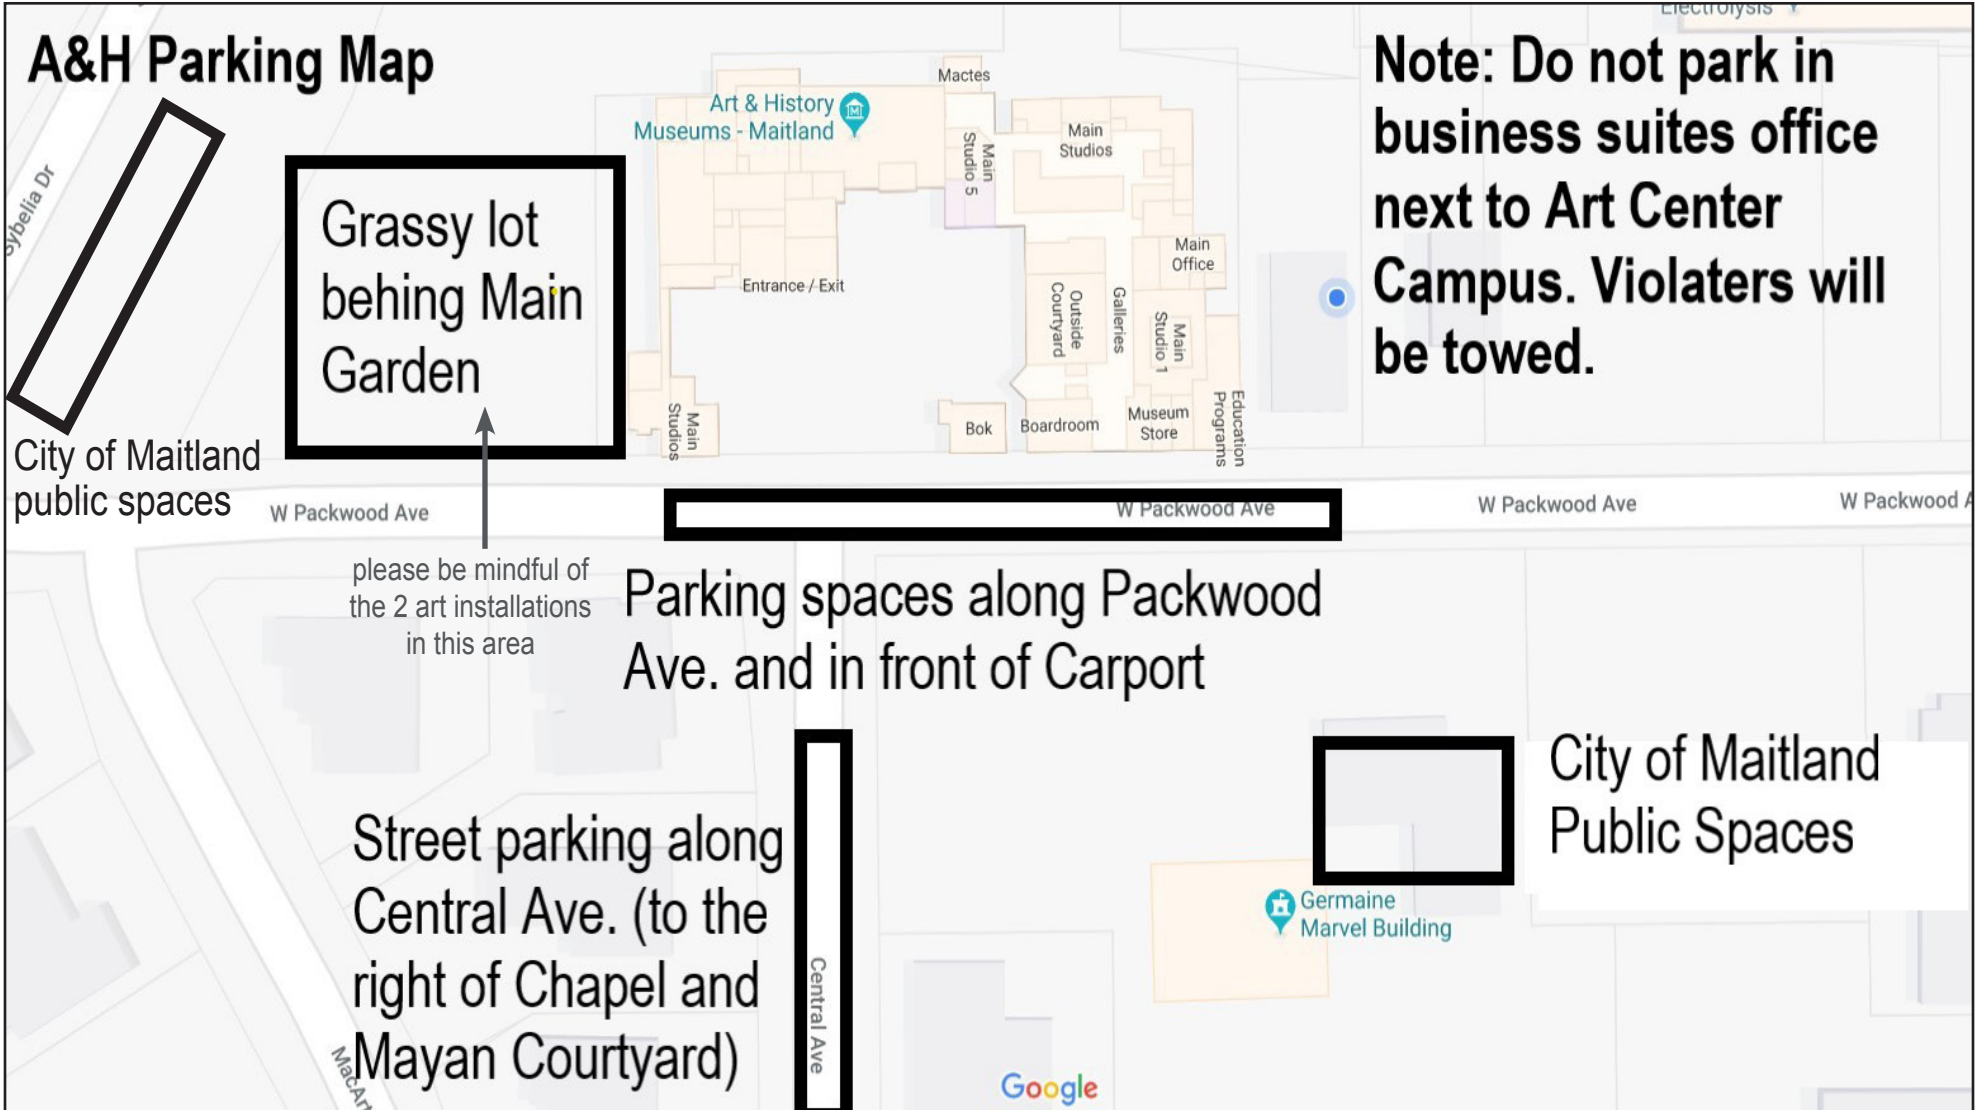 A&H Parking Map
Electrolysis
Note: Do not park in
business suites office
next to Art Center
Campus. Violaters will
be towed.
Mactes
Art & History
Museums - Maitland
Main
Studio 5
Main
Studios
Sybelia Dr
Grassy lot
behing Main
Garden
Main
Office
Entrance / Exit
Outside
Courtyard
Galleries
Main
Studio 1
Main
Studios
Bok
Boardroom
Museum
Store
Education
Programs
City of Maitland
public spaces
W Packwood Ave
W Packwood Ave
W Packwood Ave
W Packwood A
please be mindful of
the 2 art installations
in this area
Parking spaces along Packwood
Ave. and in front of Carport
City of Maitland
Public Spaces
Street parking along
Central Ave. (to the
right of Chapel and
Mayan Courtyard)
Central Ave
Germaine
Marvel Building
MacArt
Google